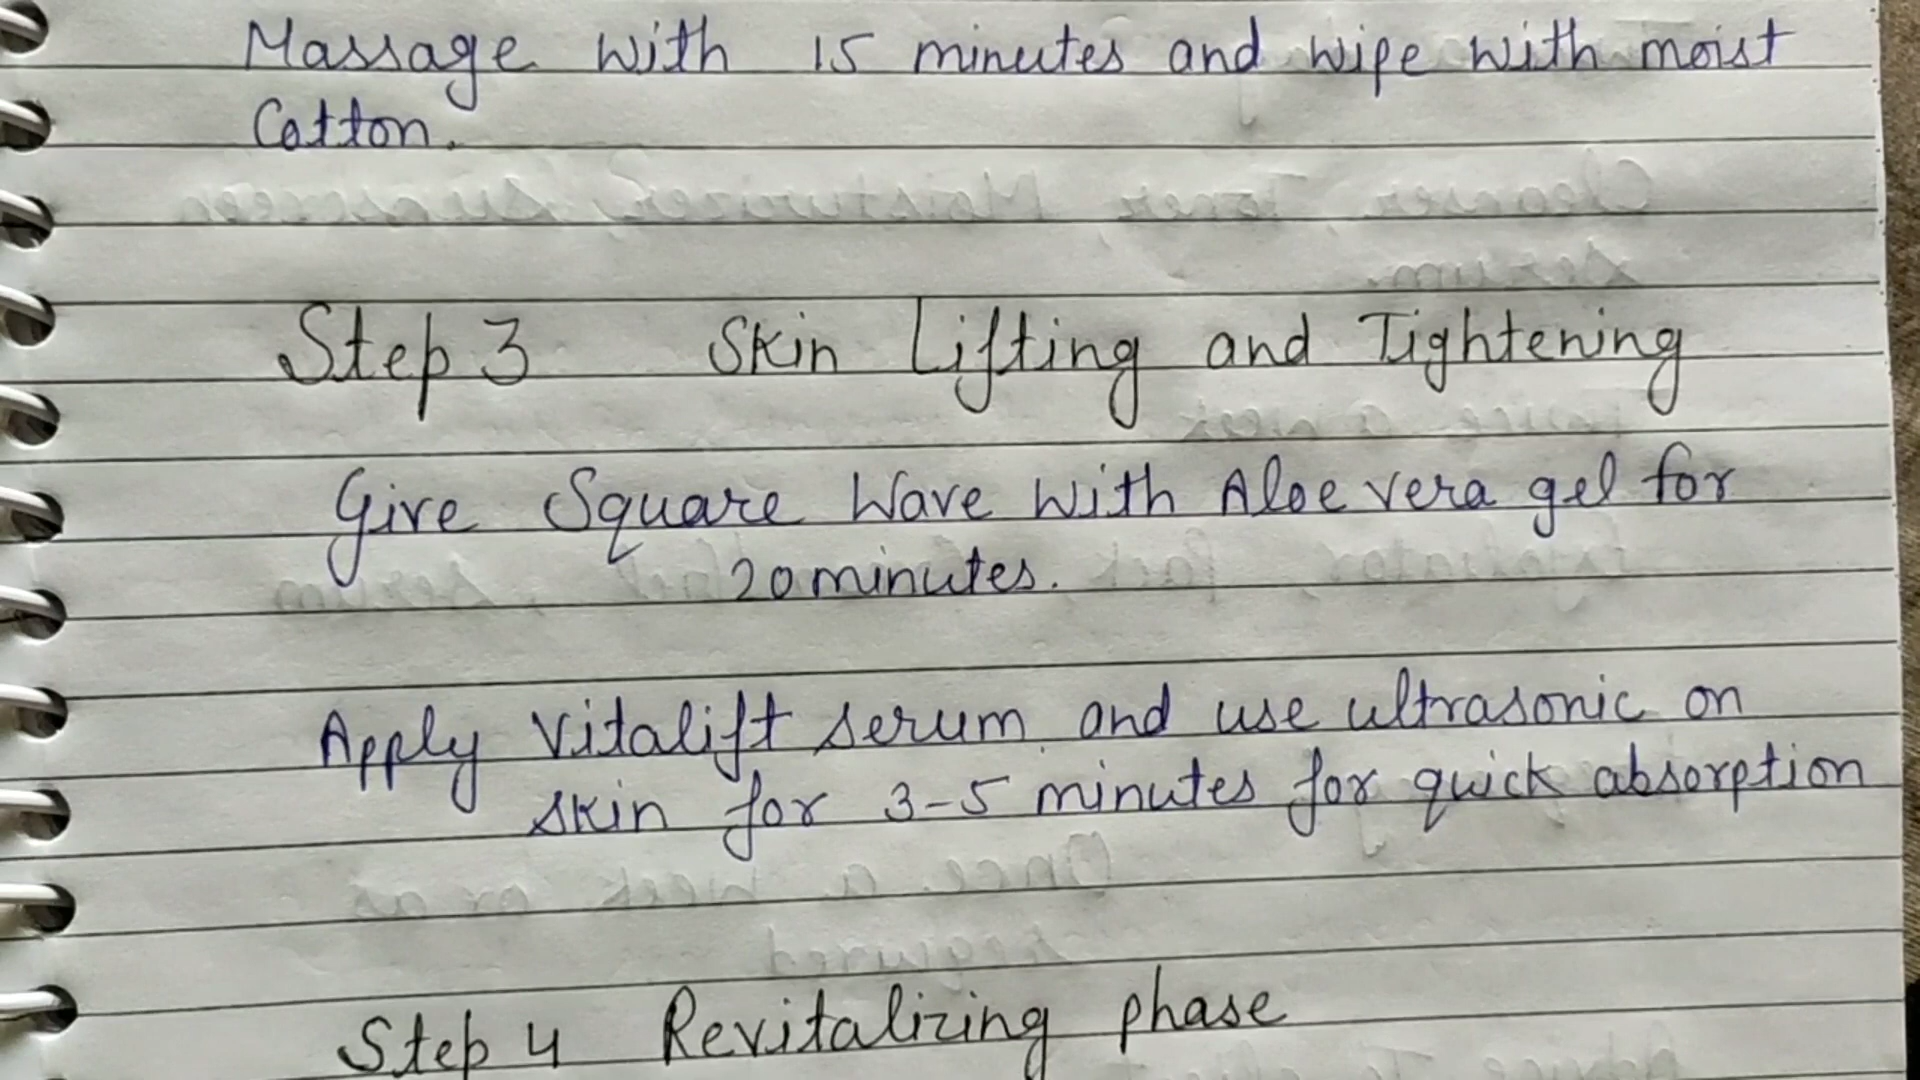 Massage with 15 minutes and wipe with moist
Cotton.
Step 3 Skin Lifting and Tightening
Give Square Wave with Aloe vera gel for
20 minutes.
Apply Vitalift serum and use ultrasonic on
skin for 3-5 minutes for quick absorption
Step 4 Revitalizing phase